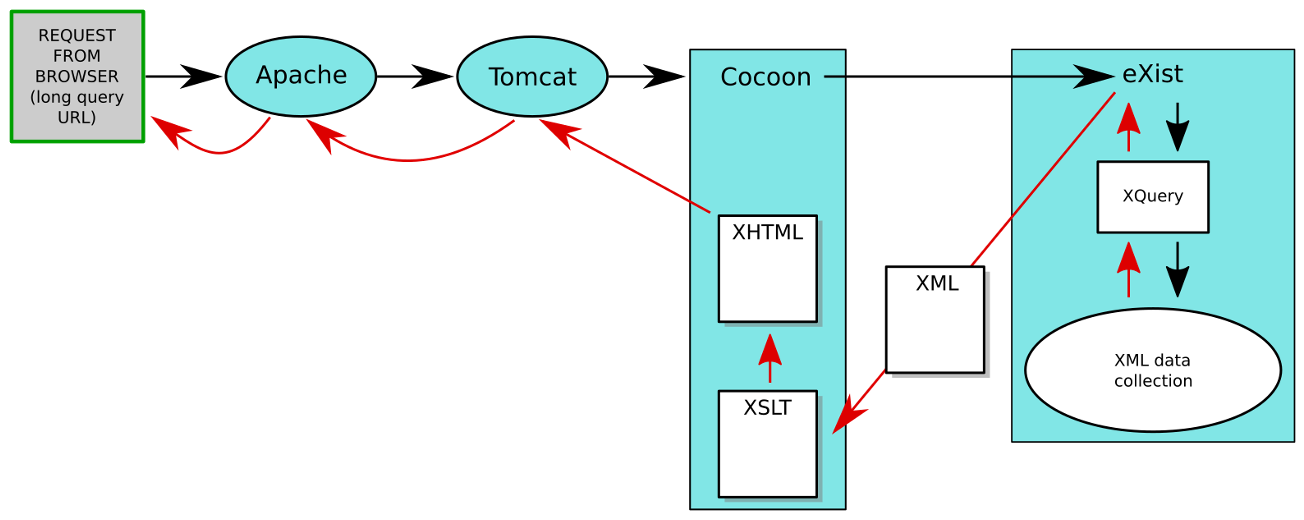 REQUEST
FROM
BROWSER
(long query
URL)
Apache
Tomcat
Cocoon
eXist
XQuery
XHTML
XML
XML data
collection
XSLT